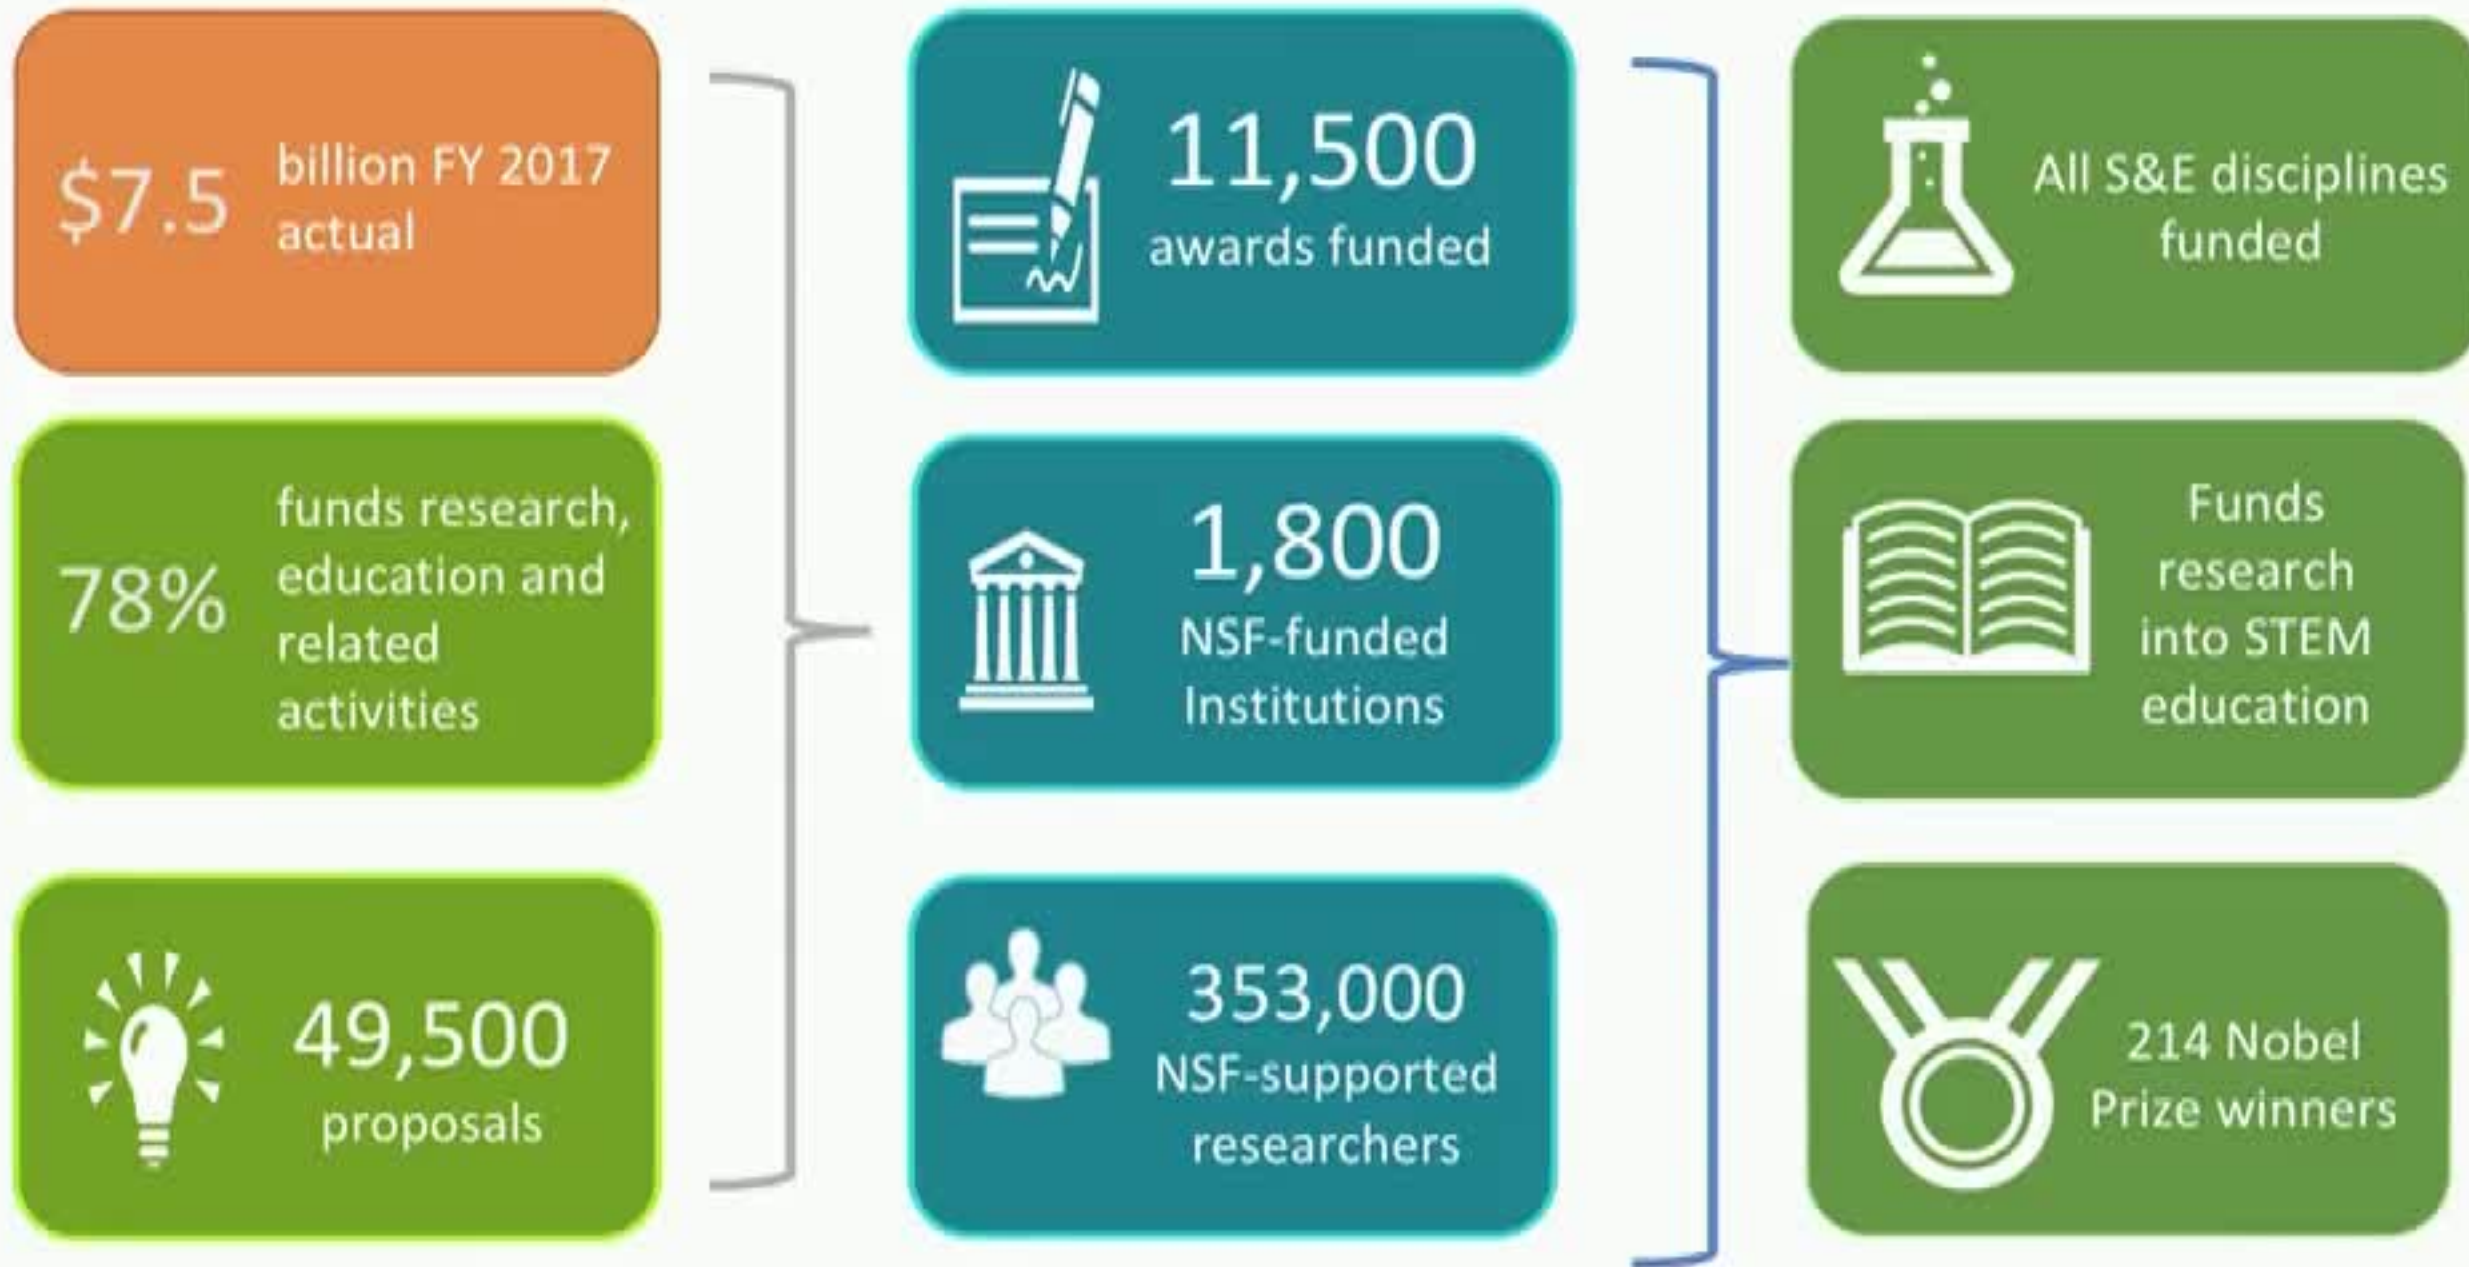 $7.5
billion FY 2017
actual
78%
funds research,
education and
related
activities
49,500
proposals
11,500
awards funded
1,800
NSF-funded
Institutions
353,000
NSF-supported
researchers
All S&E disciplines
funded
Funds
research
into STEM
education
214 Nobel
Prize winners